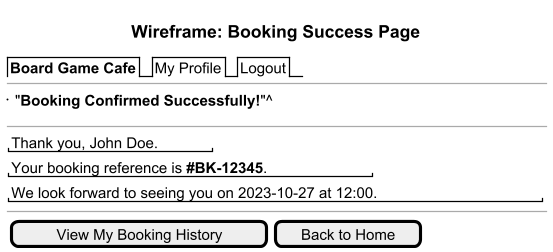 Wireframe: Booking Success Page
Board Game Cafe My Profile Logout
· "Booking Confirmed Successfully!"^
Thank you, John Doe.
Your booking reference is #BK-12345.
We look forward to seeing you on 2023-10-27 at 12:00.
View My Booking History Back to Home